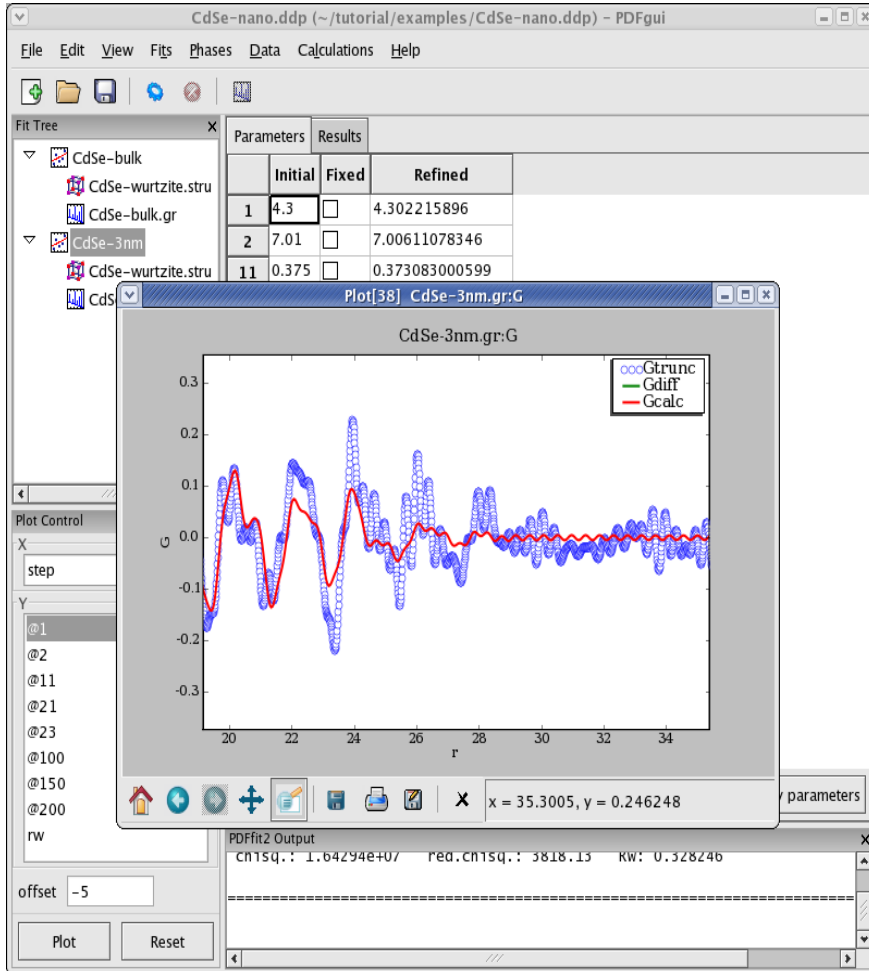 CdSe-nano.ddp (~/tutorial/examples/CdSe-nano.ddp) - PDFgui
File Edit View Fits Phases Data Calculations Help
Fit Tree x
CdSe-bulk
CdSe-wurtzite.stru
CdSe-bulk.gr
CdSe-3nm
CdSe-wurtzite.stru
CdS
Parameters Results
Initial Fixed Refined
1 4.3 4.302215896
2 7.01 7.00611078346
11 0.375 0.373083000599
Plot[38] CdSe-3nm.gr:G
CdSe-3nm.gr:G
Gtrunc
Gdiff
Gcalc
0.3
0.2
0.1
0.0
-0.1
-0.2
-0.3
G
20 22 24 26 28 30 32 34
r
x = 35.3005, y = 0.246248
Plot Control
X
step
Y
@1
@2
@11
@21
@23
@100
@150
@200
rw
offset -5
Plot Reset
parameters
PDFfit2 Output x
chisq.: 1.64294e+07 red.chisq.: 3818.13 Rw: 0.328246
==============================================================================